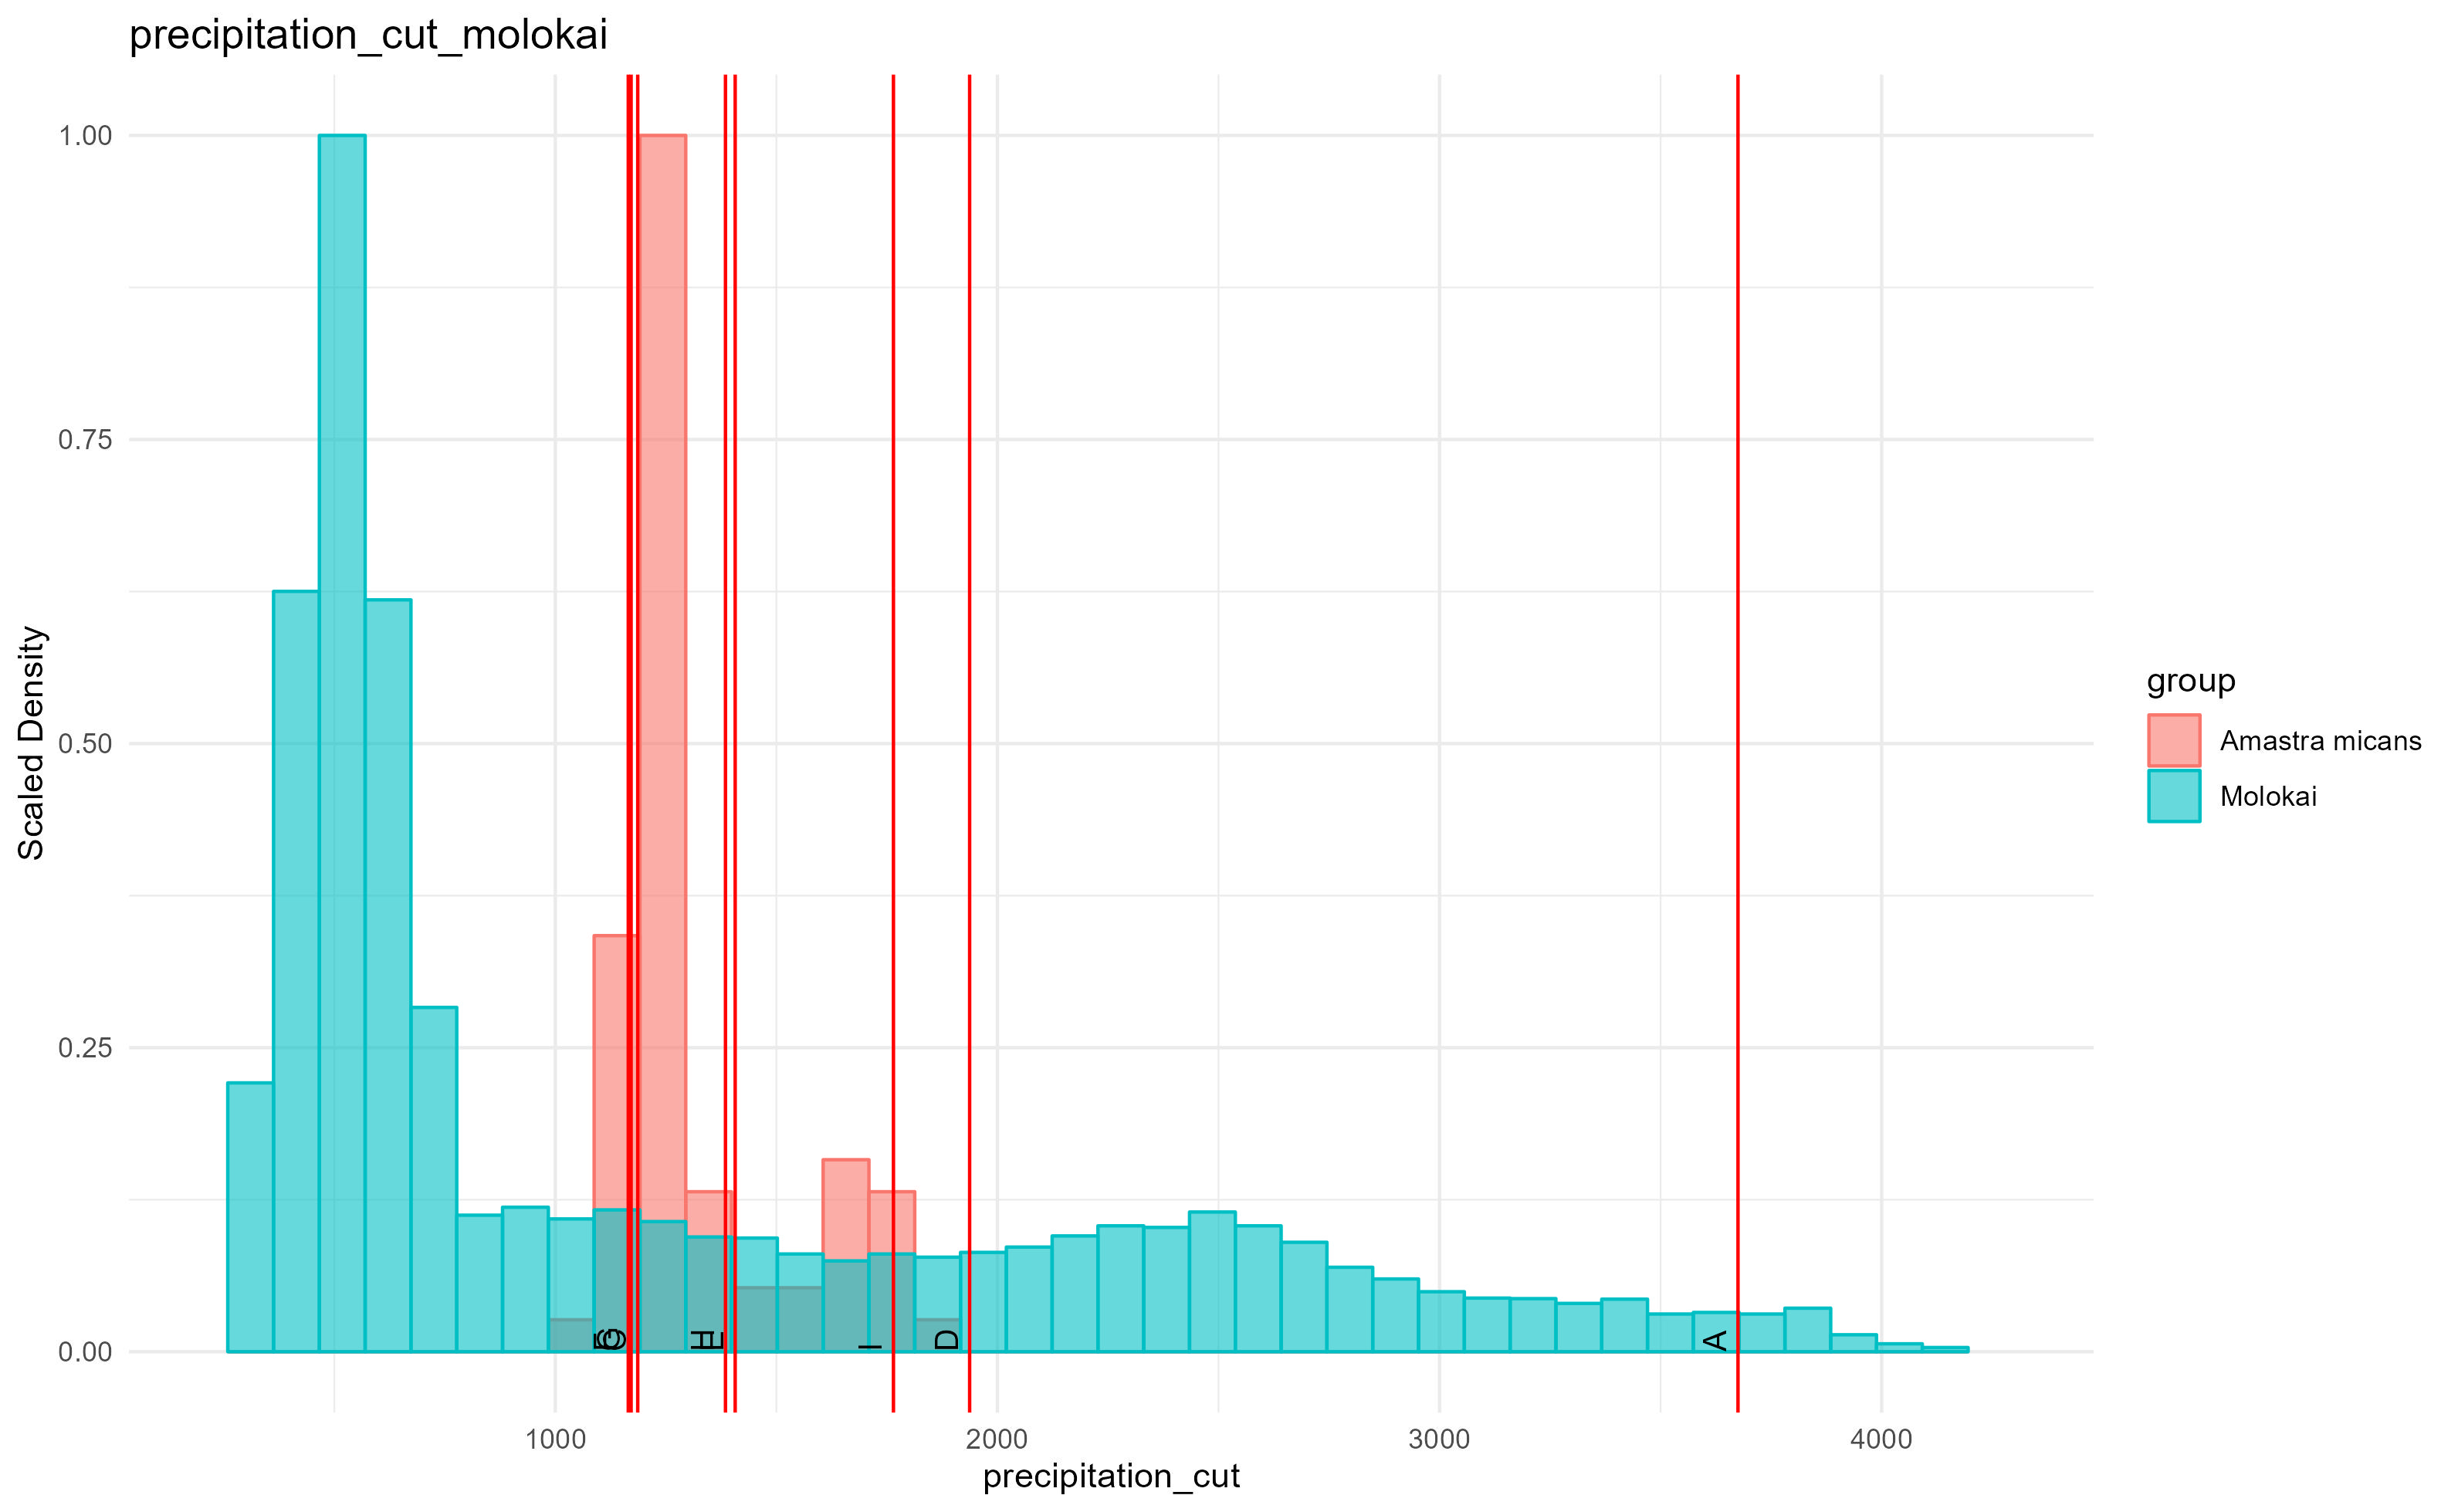 precipitation_cut_molokai
1.00
0.75
0.50
0.25
0.00
Scaled Density
G
I
D
A
1000
2000
3000
4000
precipitation_cut
group
Amastra micans
Molokai